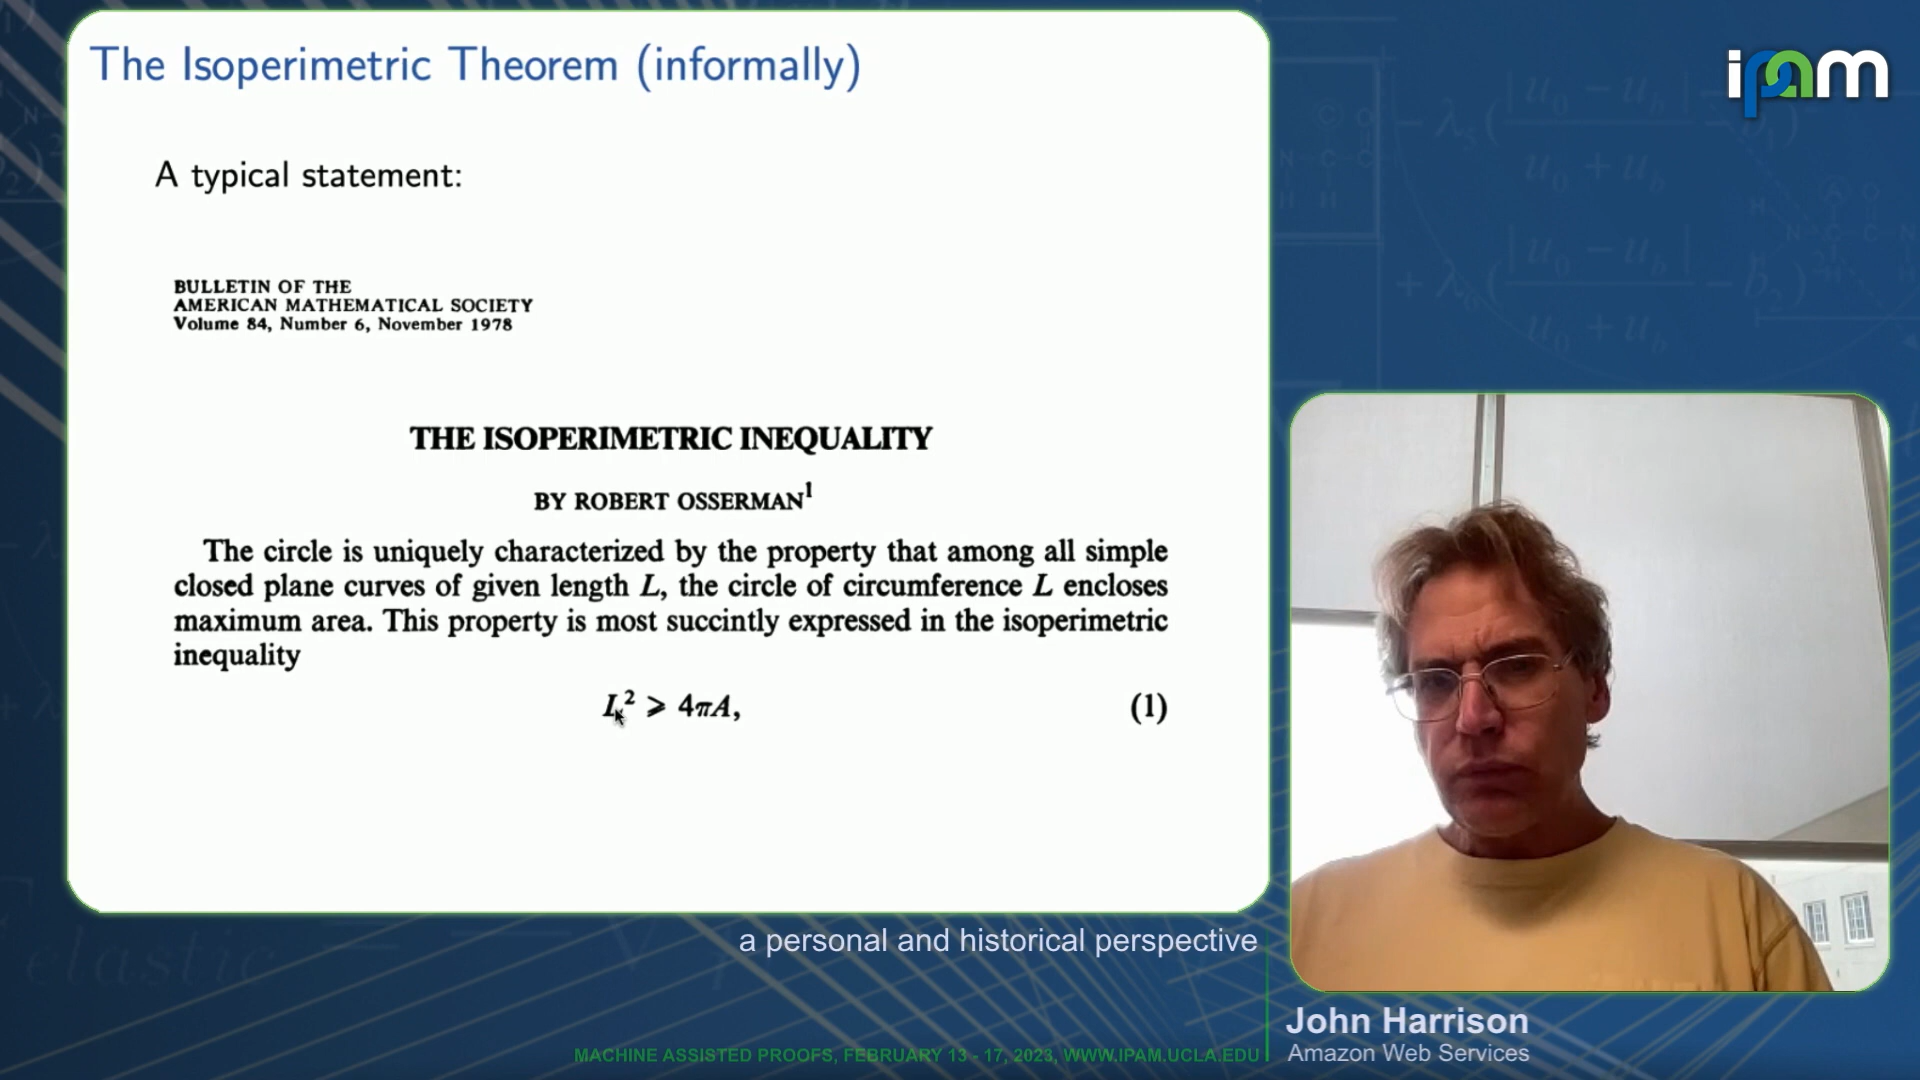 The Isoperimetric Theorem (informally)
A typical statement:
BULLETIN OF THE
AMERICAN MATHEMATICAL SOCIETY
Volume 84, Number 6, November 1978
THE ISOPERIMETRIC INEQUALITY
BY ROBERT OSSERMAN¹
The circle is uniquely characterized by the property that among all simple
closed plane curves of given length L, the circle of circumference L encloses
maximum area. This property is most succintly expressed in the isoperimetric
inequality
L² ⩾ 4πA, (1)
ipam
a personal and historical perspective
John Harrison
Amazon Web Services
MACHINE ASSISTED PROOFS, FEBRUARY 13 - 17, 2023, WWW.IPAM.UCLA.EDU
elastic